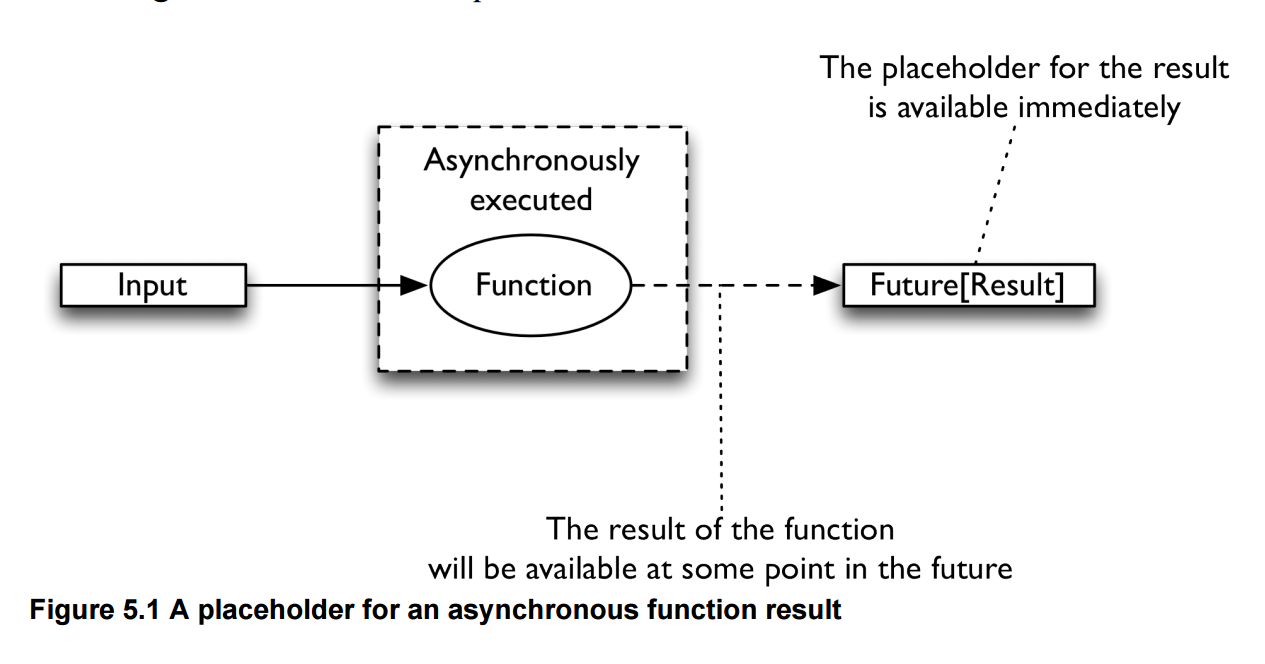 The placeholder for the result
is available immediately
Asynchronously
executed
Input
Function
Future[Result]
The result of the function
will be available at some point in the future
Figure 5.1 A placeholder for an asynchronous function result